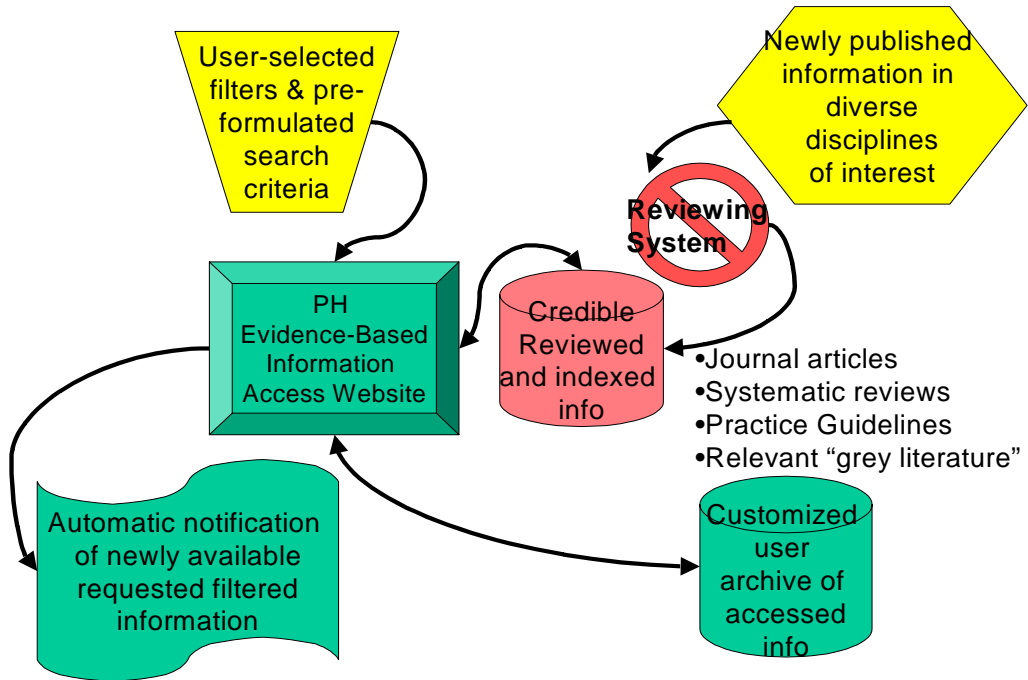 User-selected
filters & pre-
formulated
search
criteria
Newly published
information in
diverse
disciplines
of interest
Reviewing
System
PH
Evidence-Based
Information
Access Website
Credible
Reviewed
and indexed
info
•Journal articles
•Systematic reviews
•Practice Guidelines
•Relevant “grey literature”
Automatic notification
of newly available
requested filtered
information
Customized
user
archive of
accessed
info